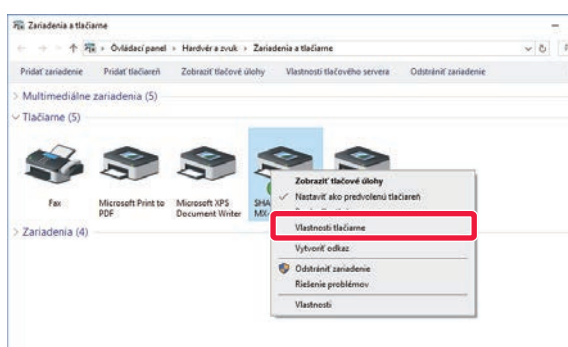 Zariadenia a tlačiarne
Ovládací panel › Hardvér a zvuk › Zariadenia a tlačiarne
Pridať zariadenie Pridať tlačiareň Zobraziť tlačové úlohy Vlastnosti tlačového servera Odstrániť zariadenie
Multimediálne zariadenia (5)
Tlačiarne (5)
Fax
Microsoft Print to
PDF
Microsoft XPS
Document Writer
SHA
MX-
Zobraziť tlačové úlohy
Nastaviť ako predvolenú tlačiareň
Vlastnosti tlačiarne
Vytvoriť odkaz
Odstrániť zariadenie
Riešenie problémov
Vlastnosti
Zariadenia (4)